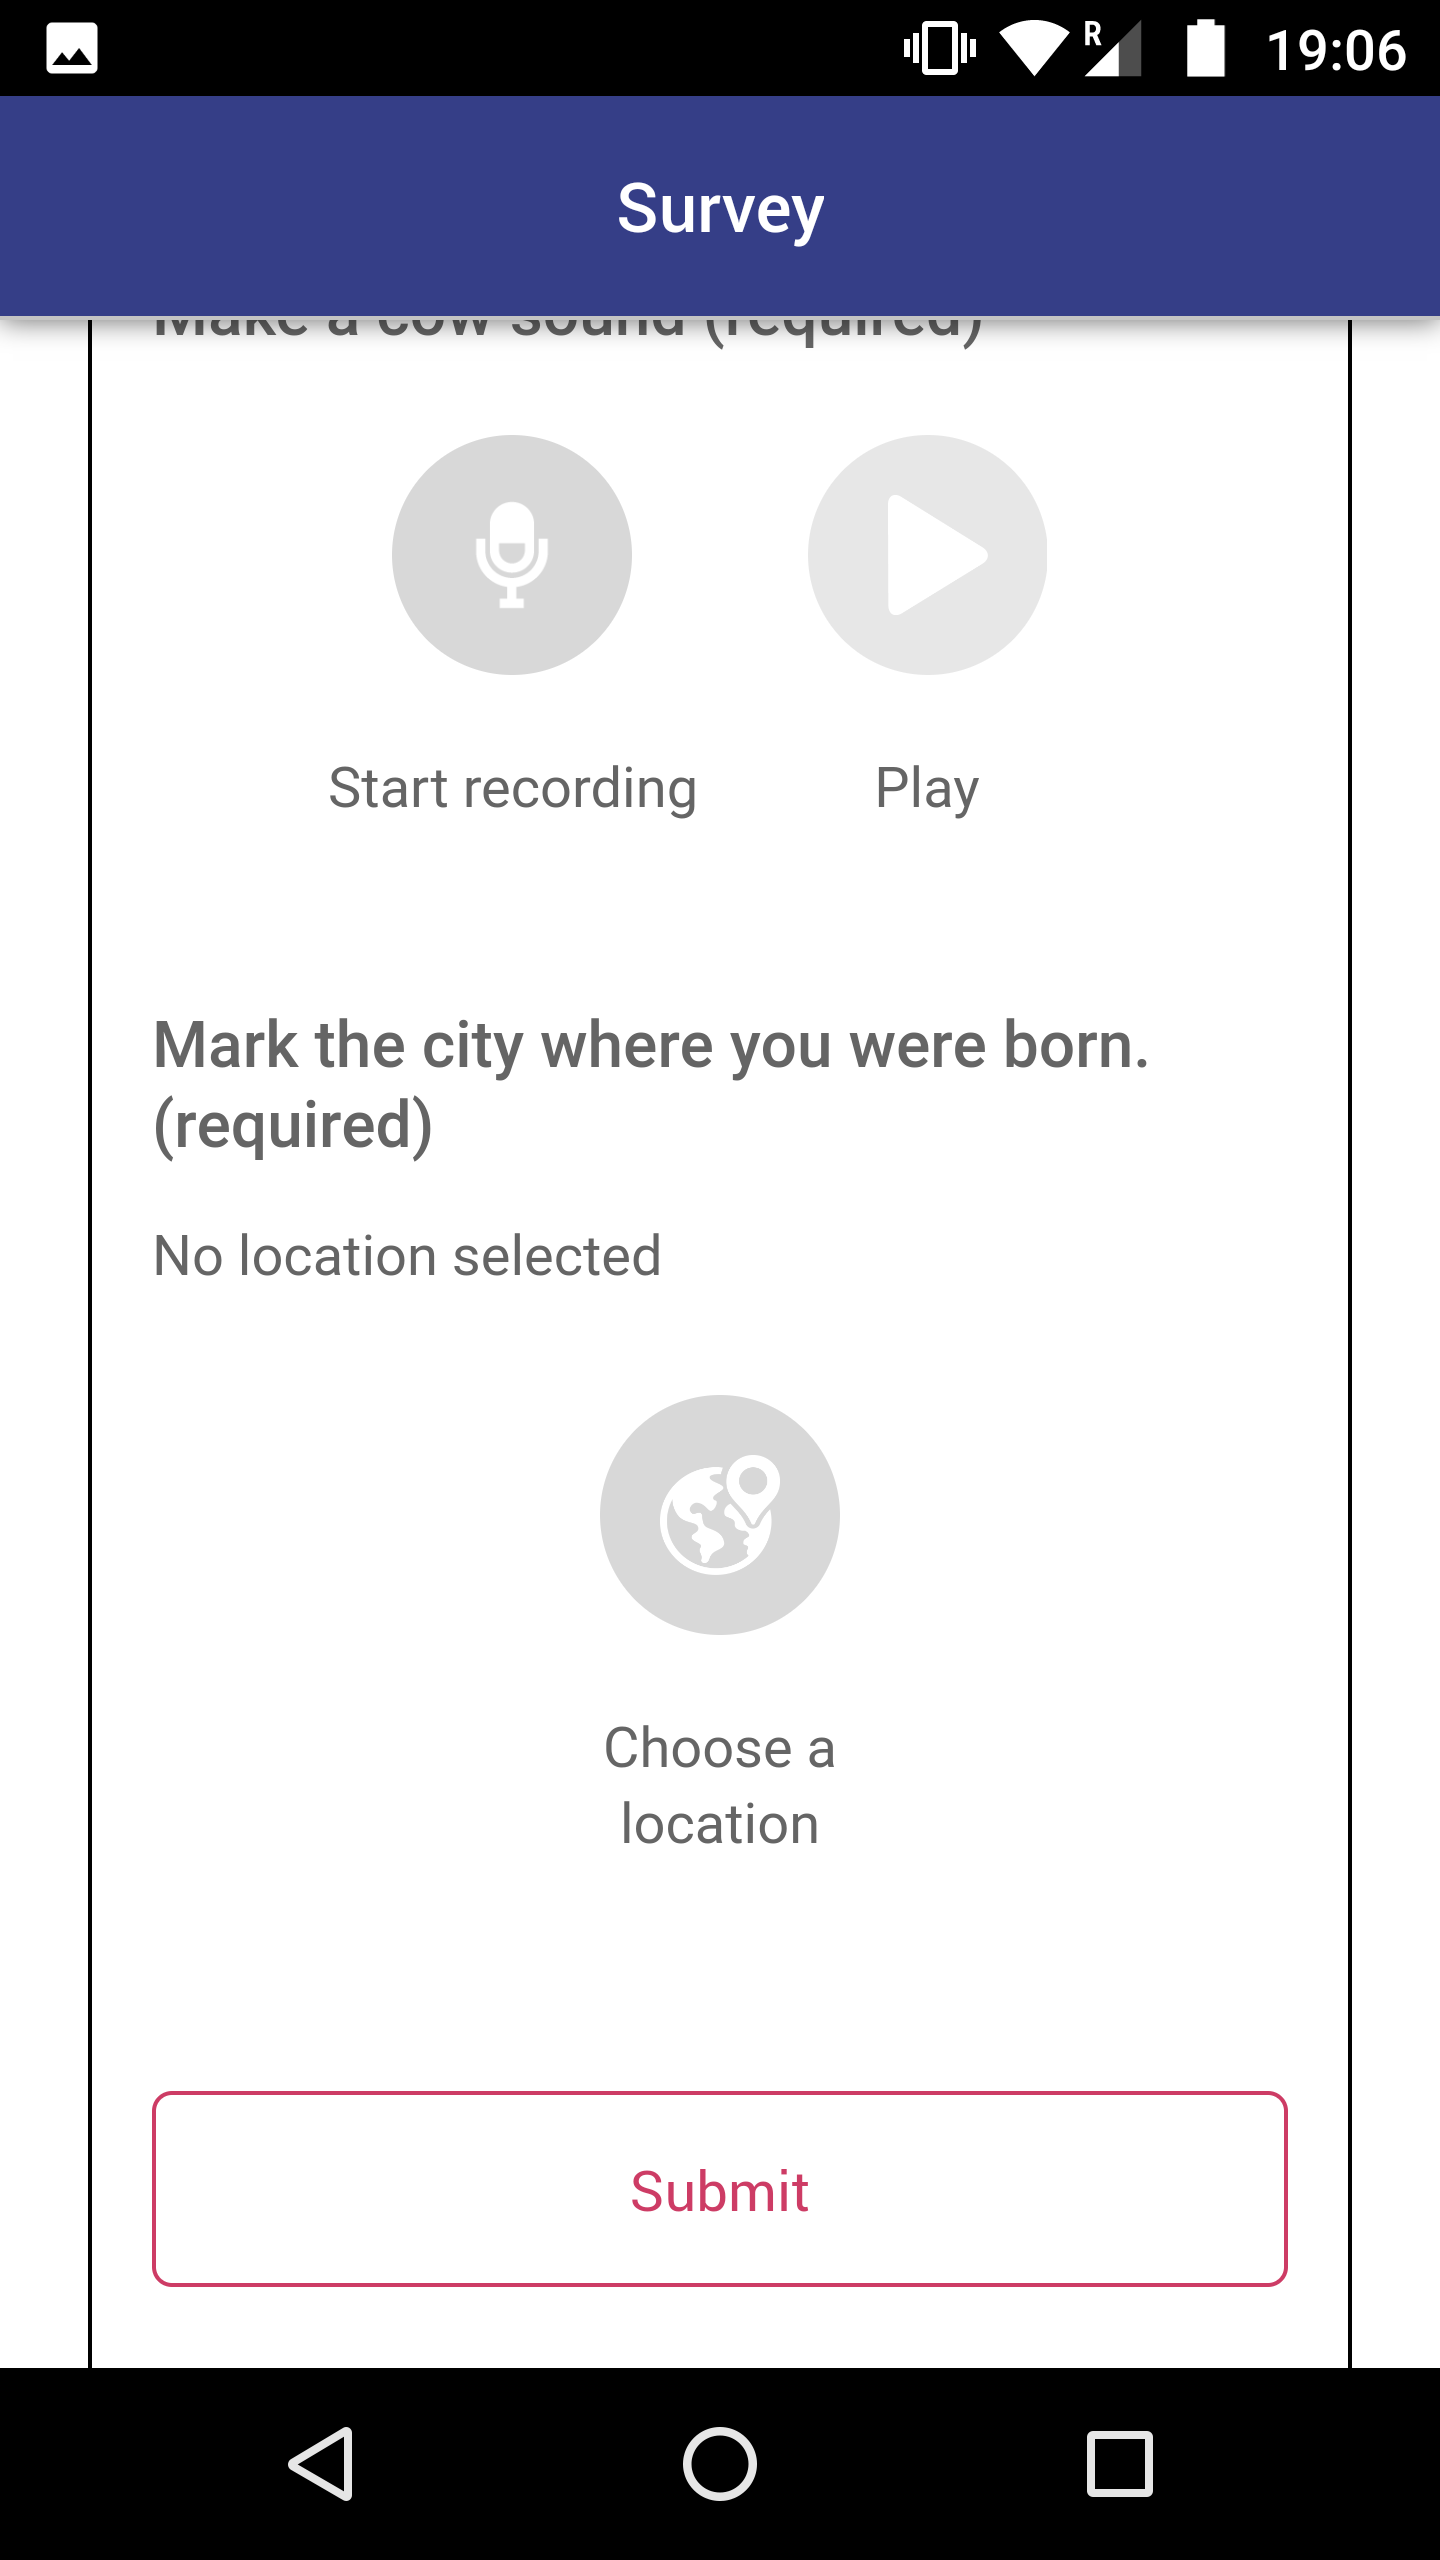 R
19:06
Survey
Make a cow sound (required)
Start recording
Play
Mark the city where you were born.
(required)
No location selected
Choose a
location
Submit